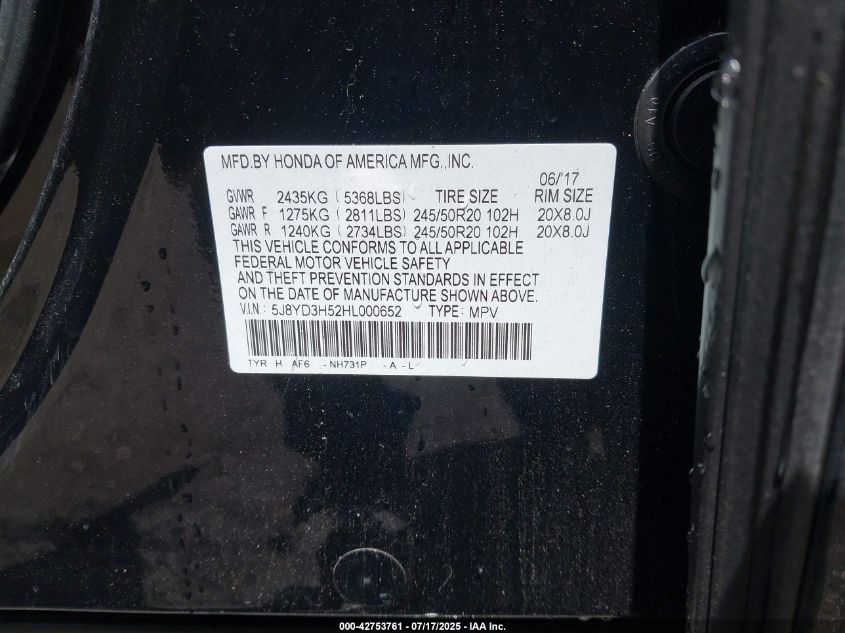 MFD.BY HONDA OF AMERICA MFG.,INC.
06/'17
GVWR 2435KG ( 5368LBS) TIRE SIZE RIM SIZE
GAWR F 1275KG ( 2811LBS) 245/50R20 102H 20X8.0J
GAWR R 1240KG ( 2734LBS) 245/50R20 102H 20X8.0J
THIS VEHICLE CONFORMS TO ALL APPLICABLE
FEDERAL MOTOR VEHICLE SAFETY
AND THEFT PREVENTION STANDARDS IN EFFECT
ON THE DATE OF MANUFACTURE SHOWN ABOVE.
V.I.N.: 5J8YD3H52HL000652 TYPE: MPV
TYR H AF6 -NH731P -A -L
000-42753761 - 07/17/2025 - IAA Inc.